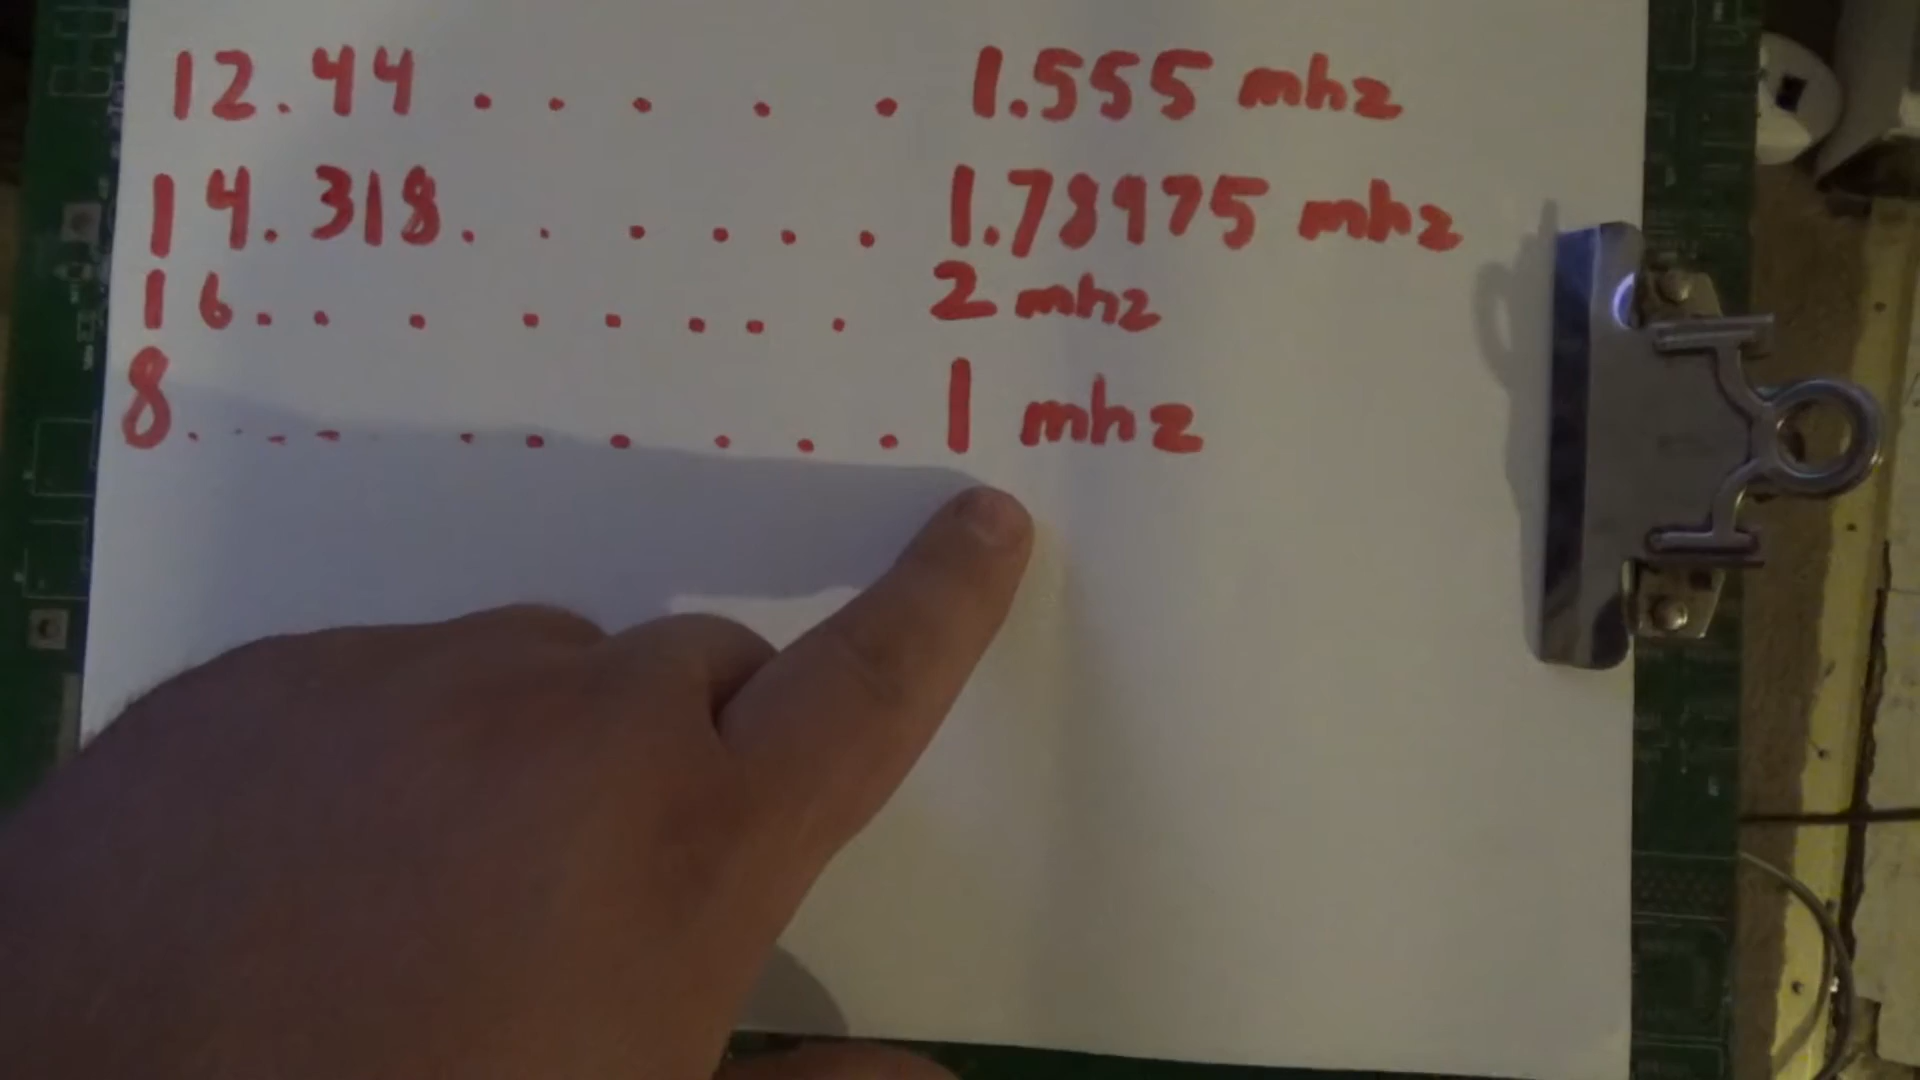 12.44 . . . . . 1.555 mhz
14.318 . . . . . . 1.78975 mhz
16 . . . . . . . . 2 mhz
8 . . . . . . . . . . 1 mhz